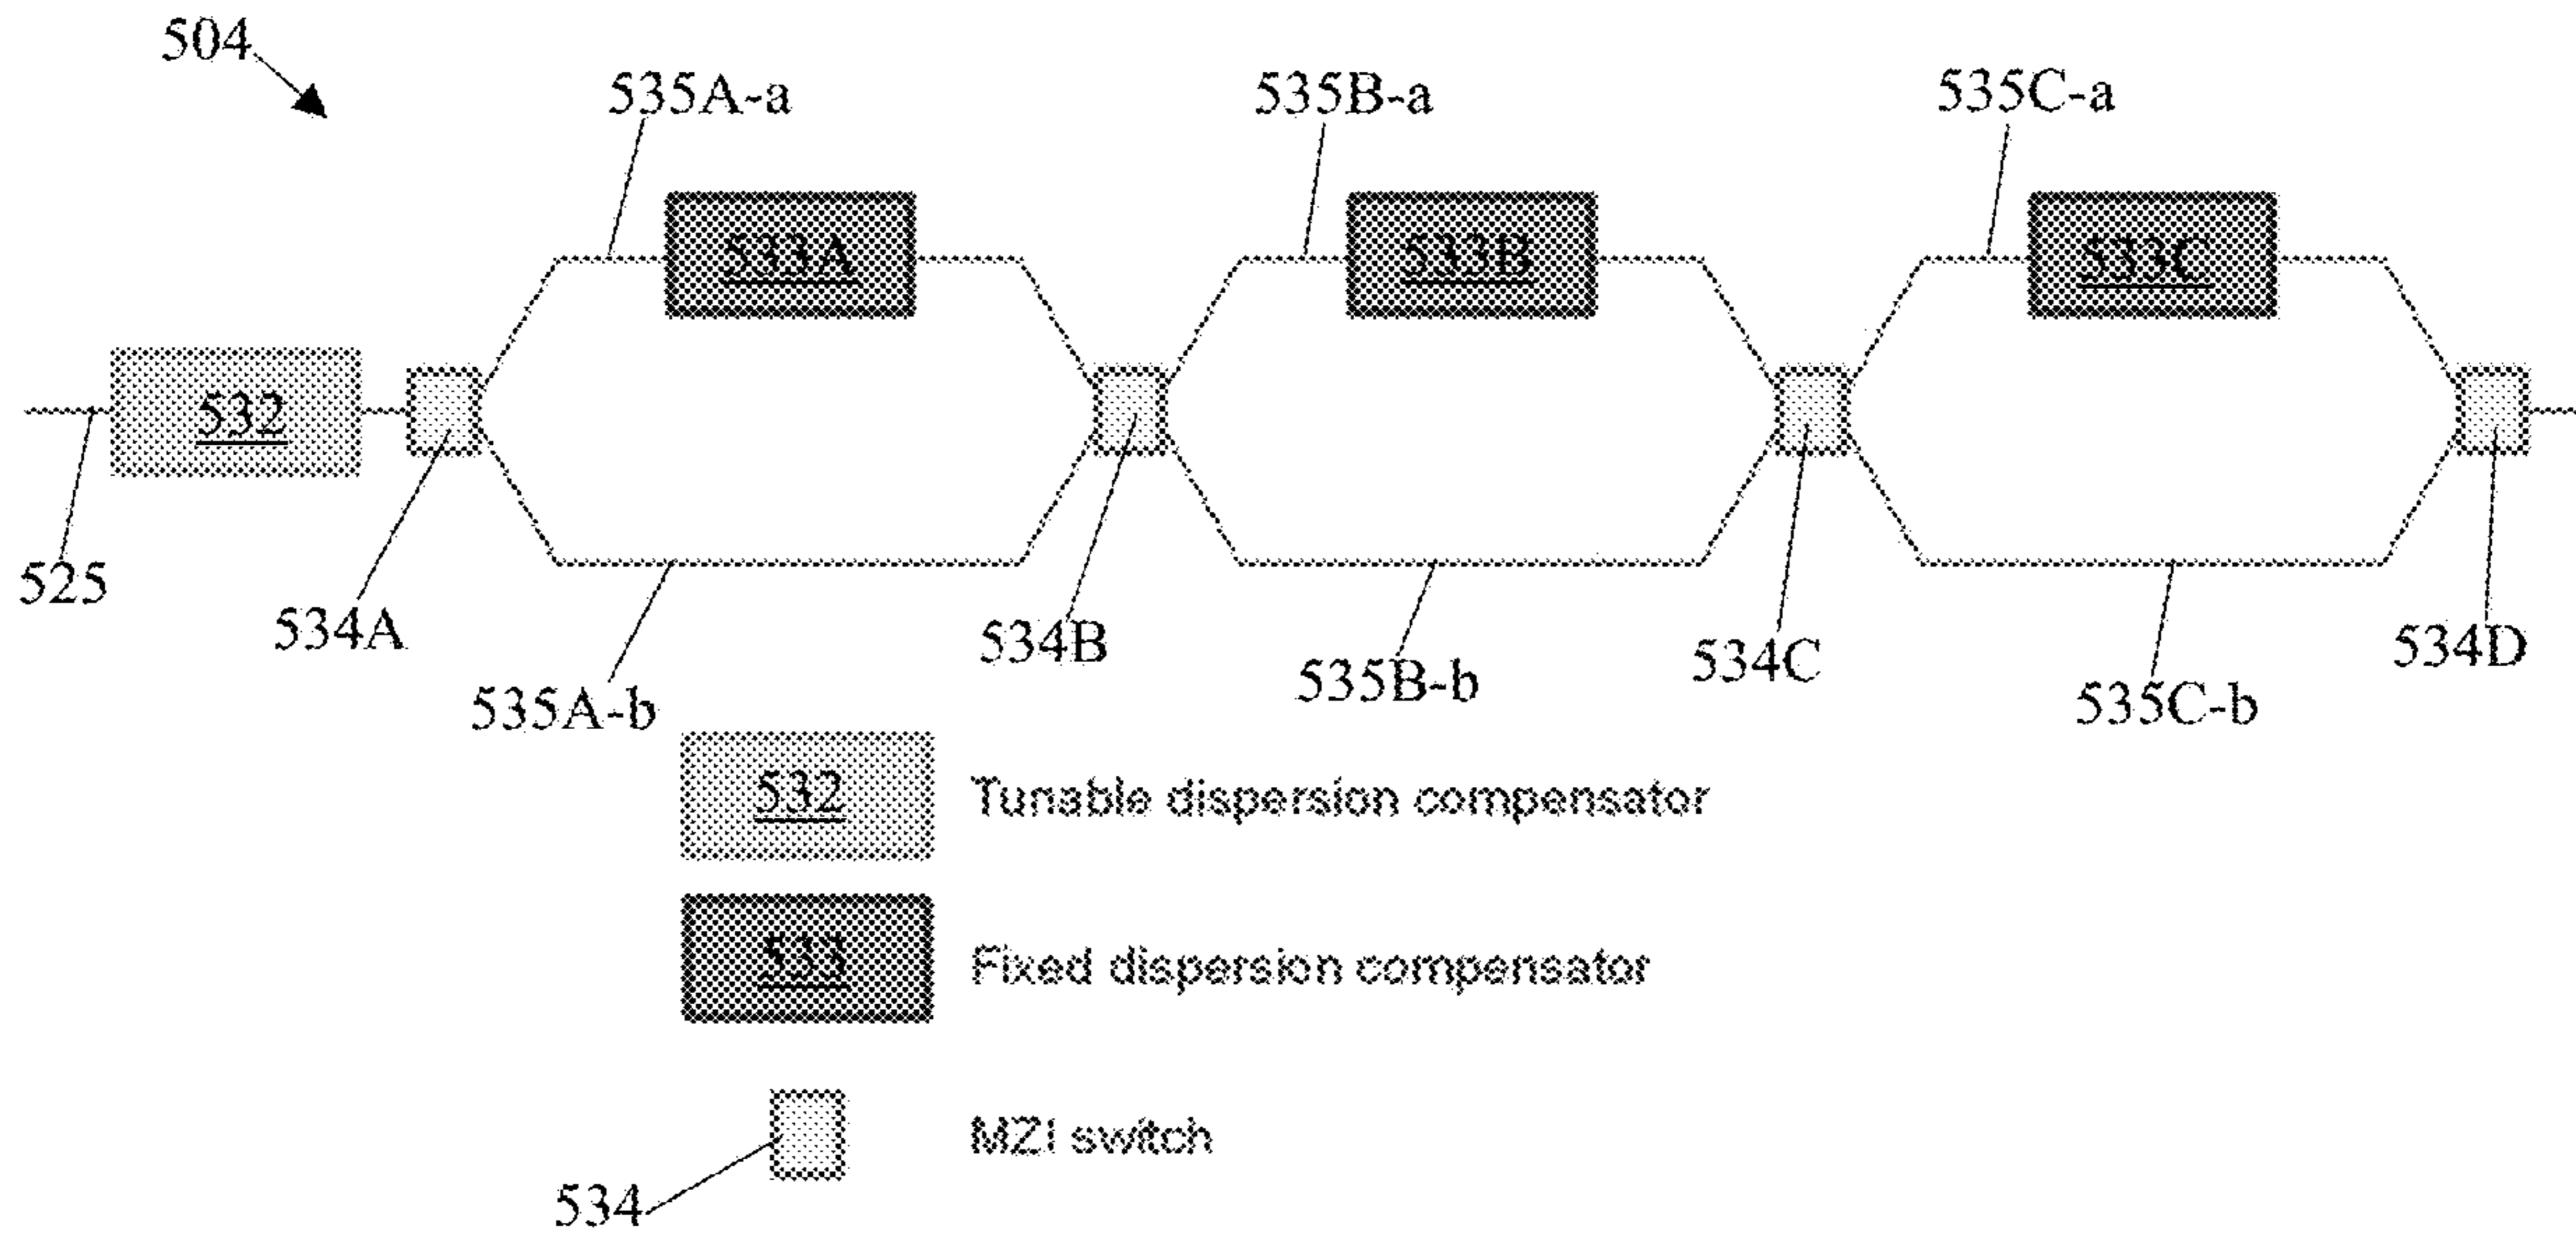 504
535A-a
535B-a
535C-a
533A
533B
533C
532
525
534A
534B
534C
534D
535A-b
535B-b
535C-b
532 Tunable dispersion compensator
533 Fixed dispersion compensator
MZI switch
534